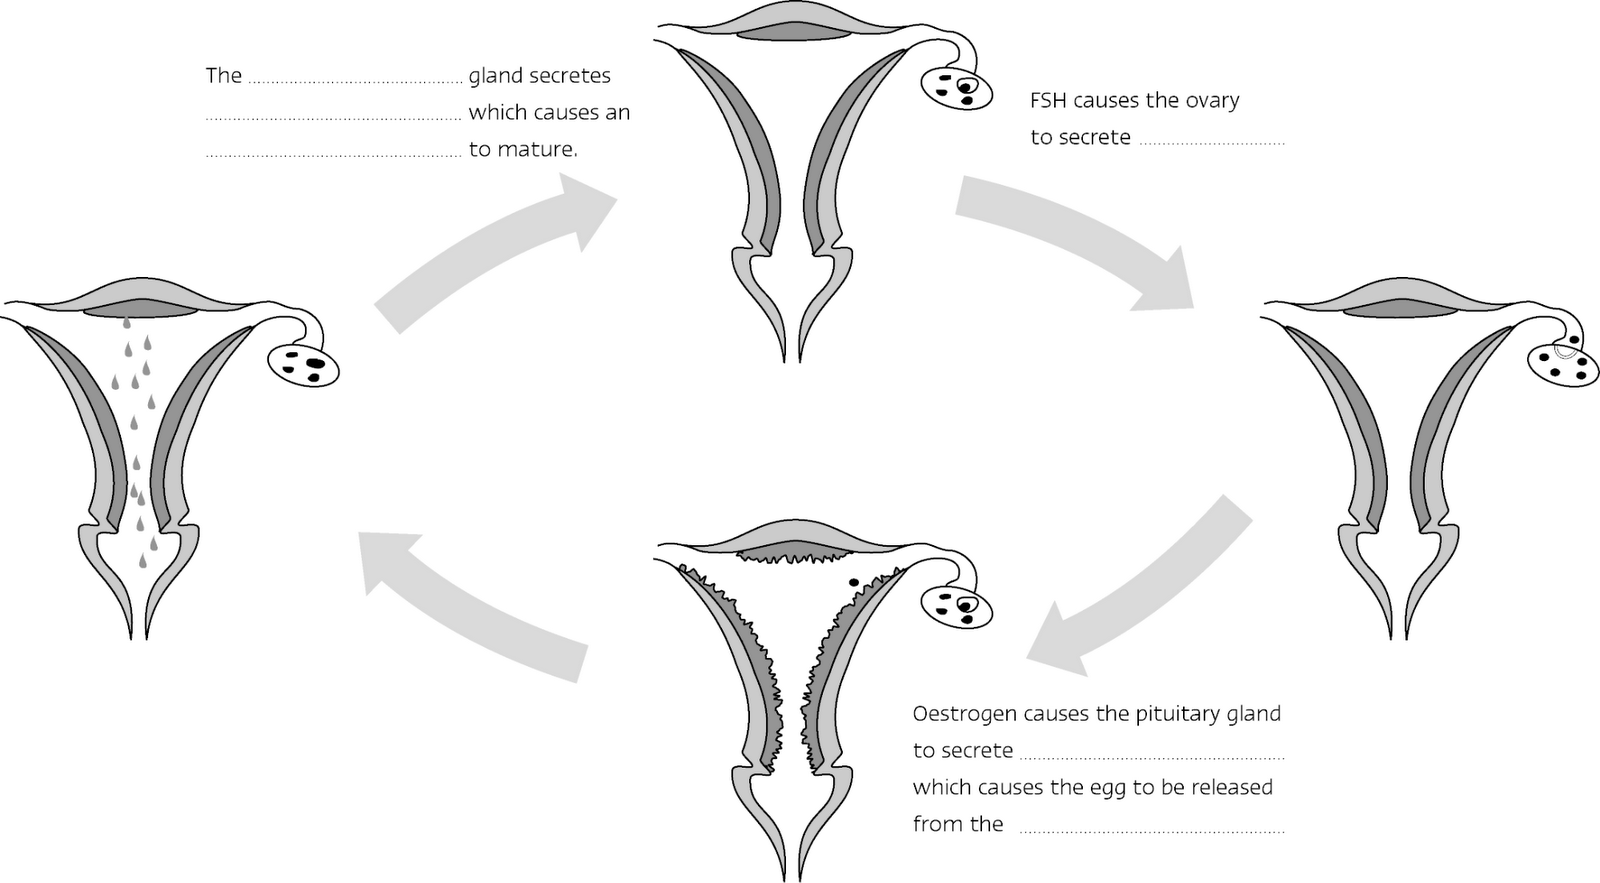 The ........................................ gland secretes
................................................ which causes an
................................................ to mature.
FSH causes the ovary
to secrete ...........................
Oestrogen causes the pituitary gland
to secrete ..................................................
which causes the egg to be released
from the ..................................................